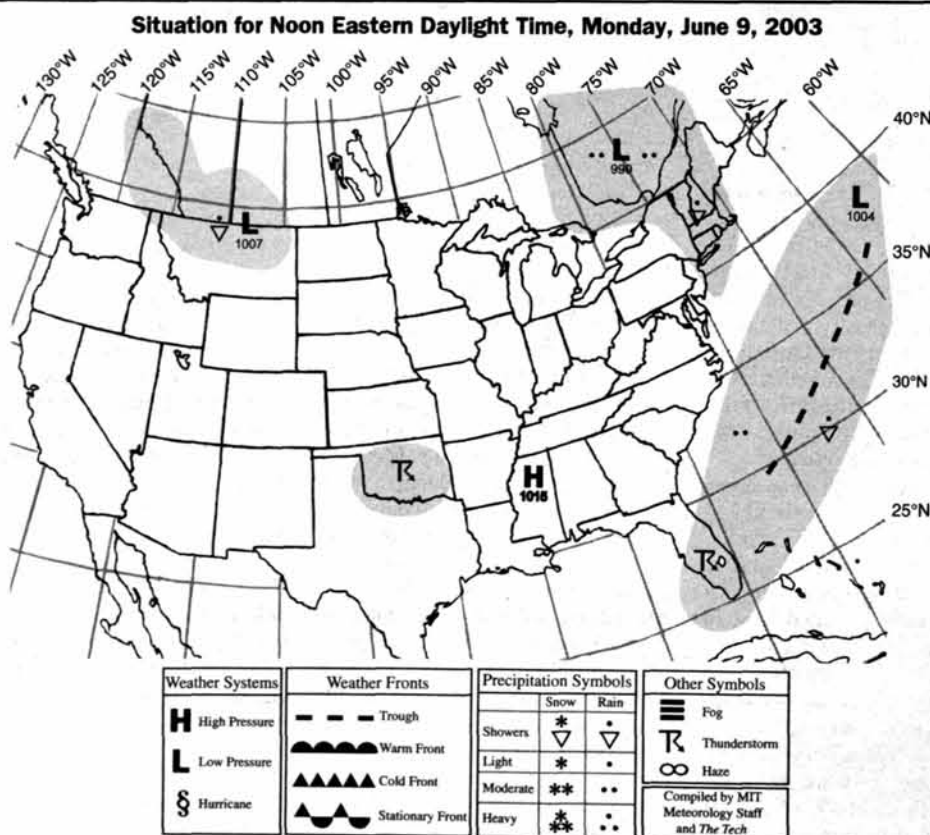 Situation for Noon Eastern Daylight Time, Monday, June 9, 2003
130°W 125°W 120°W 115°W 110°W 105°W 100°W 95°W 90°W 85°W 80°W 75°W 70°W 65°W 60°W
40°N
L
990
L
1004
L
1007
35°N
30°N
H
1016
25°N
Weather Systems
H High Pressure
L Low Pressure
§ Hurricane
Weather Fronts
Trough
Warm Front
Cold Front
Stationary Front
Precipitation Symbols
Snow Rain
Showers
Light
Moderate
Heavy
Other Symbols
Fog
Thunderstorm
Haze
Compiled by MIT
Meteorology Staff
and The Tech